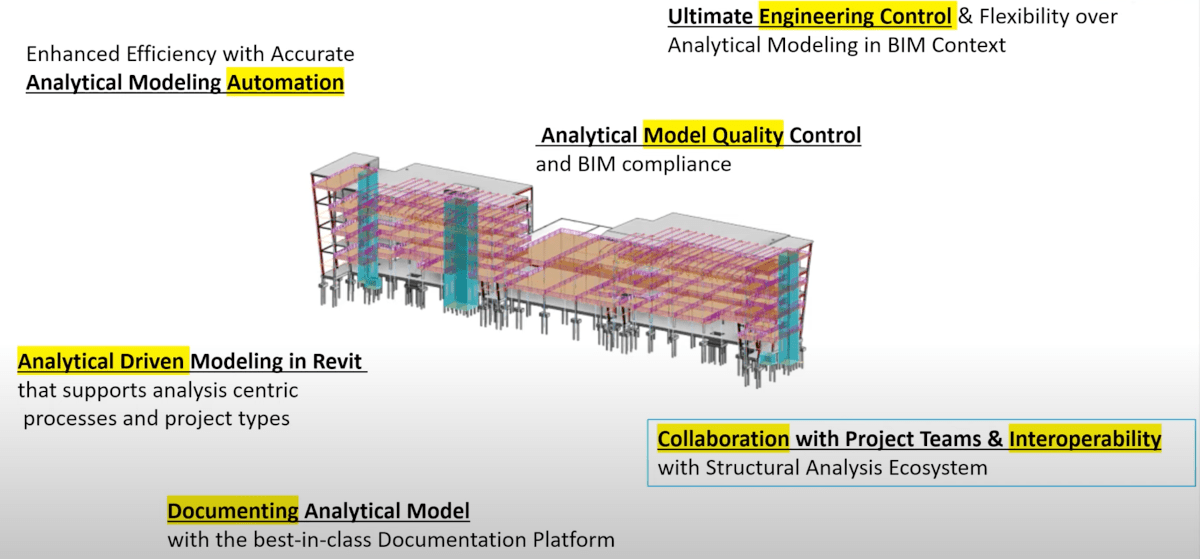 Ultimate Engineering Control & Flexibility over
Analytical Modeling in BIM Context
Enhanced Efficiency with Accurate
Analytical Modeling Automation
Analytical Model Quality Control
and BIM compliance
Analytical Driven Modeling in Revit
that supports analysis centric
processes and project types
Collaboration with Project Teams & Interoperability
with Structural Analysis Ecosystem
Documenting Analytical Model
with the best-in-class Documentation Platform